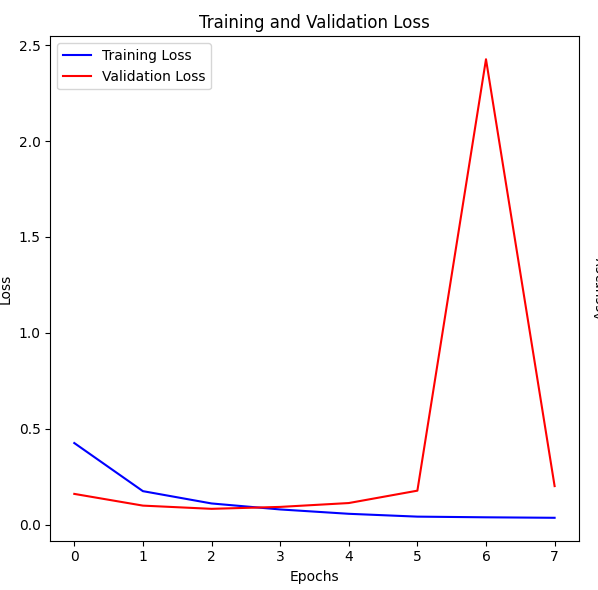 Training and Validation Loss
Training Loss
Validation Loss
2.5
2.0
1.5
1.0
0.5
0.0
Loss
0 1 2 3 4 5 6 7
Epochs